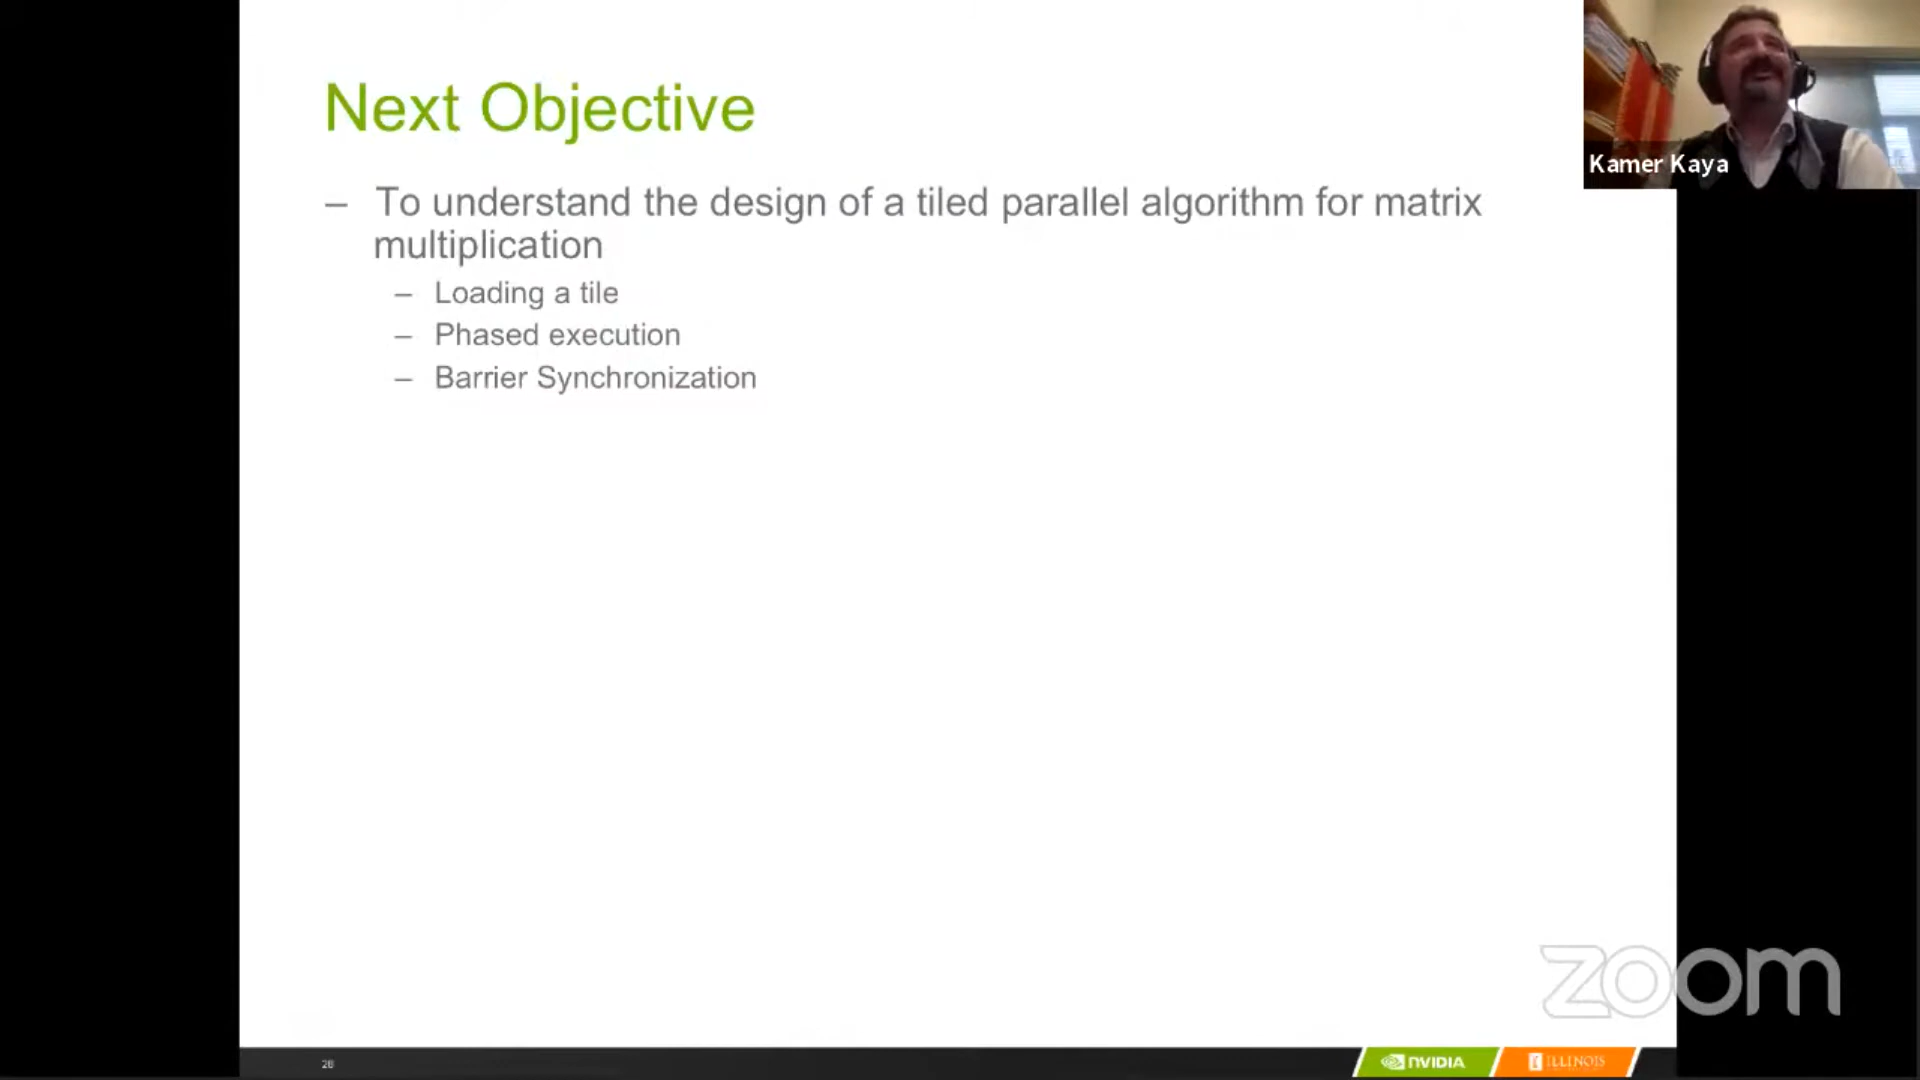 Next Objective
Kamer Kaya
– To understand the design of a tiled parallel algorithm for matrix
multiplication
– Loading a tile
– Phased execution
– Barrier Synchronization
zoom
26
NVIDIA
I ILLINOIS